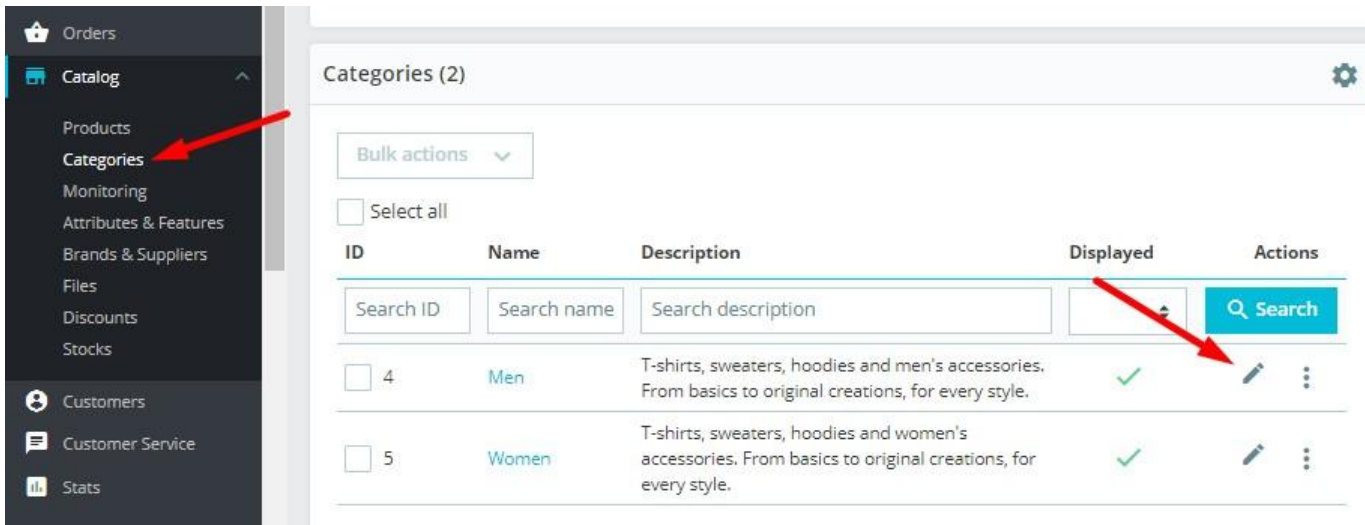 Orders
Catalog
Products
Categories
Monitoring
Attributes & Features
Brands & Suppliers
Files
Discounts
Stocks
Customers
Customer Service
Stats
Categories (2)
Bulk actions
Select all
ID Name Description Displayed Actions
Search ID Search name Search description Search
4 Men T-shirts, sweaters, hoodies and men's accessories.
From basics to original creations, for every style.
5 Women T-shirts, sweaters, hoodies and women's
accessories. From basics to original creations, for
every style.